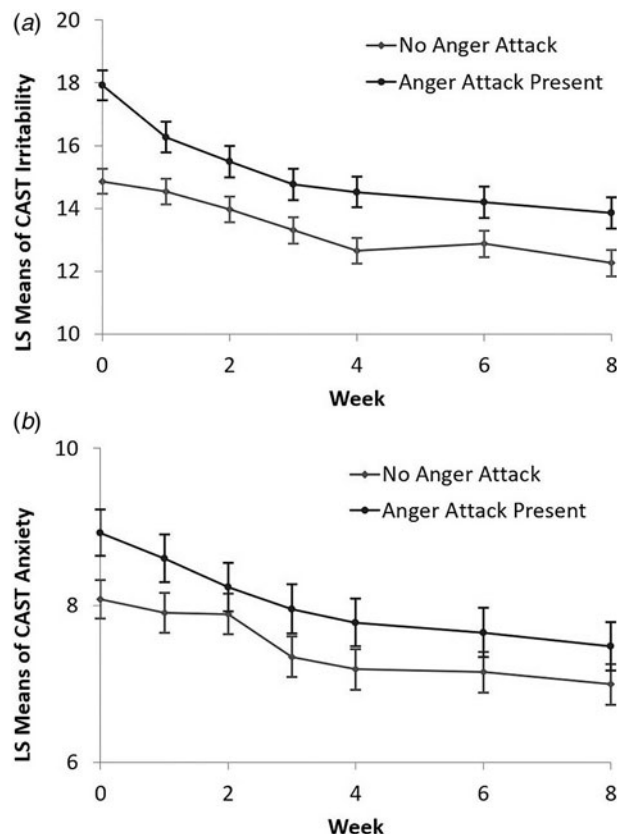 (a)
20
18
16
14
12
10
LS Means of CAST Irritability
No Anger Attack
Anger Attack Present
0 2 4 6 8
Week
(b)
10
8
6
LS Means of CAST Anxiety
No Anger Attack
Anger Attack Present
0 2 4 6 8
Week